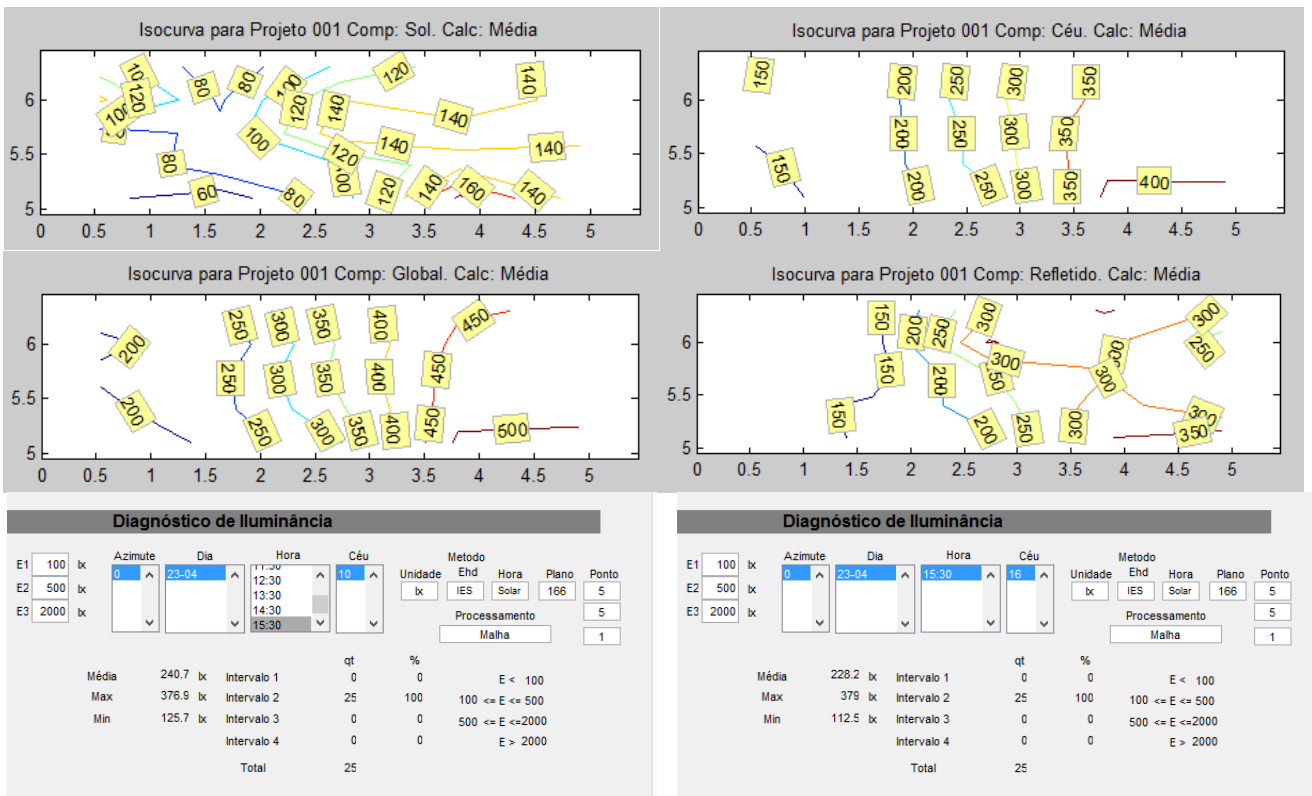 Isocurva para Projeto 001 Comp: Sol. Calc: Média
120
140
80
80
100
120
120
140
140
100
100
140
140
120
80
100
120
140
160
140
60
80
6
5.5
5
0 0.5 1 1.5 2 2.5 3 3.5 4 4.5 5
Isocurva para Projeto 001 Comp: Céu. Calc: Média
150 200 250 300 350
200 250 300 350
150 200 250 300 350 400
6
5.5
5
0 0.5 1 1.5 2 2.5 3 3.5 4 4.5 5
Isocurva para Projeto 001 Comp: Global. Calc: Média
250 300 350 400 450
200
250 300 350 400 450
200 250 300 350 400 450 500
6
5.5
5
0 0.5 1 1.5 2 2.5 3 3.5 4 4.5 5
Isocurva para Projeto 001 Comp: Refletido. Calc: Média
150 200 250 300 300
300 250
150 200 250 300 300
150 200 250 300 300 350
6
5.5
5
0 0.5 1 1.5 2 2.5 3 3.5 4 4.5 5
Diagnóstico de Iluminância
E1 100 lx
E2 500 lx
E3 2000 lx
Azimute Dia Hora Céu
0 23-04 11:30 10
12:30
13:30
14:30
15:30
Metodo
Unidade Ehd Hora Plano Ponto
lx IES Solar 166 5
Processamento 5
Malha 1
qt %
Média 240.7 lx Intervalo 1 0 0 E < 100
Max 376.9 lx Intervalo 2 25 100 100 <= E <= 500
Min 125.7 lx Intervalo 3 0 0 500 <= E <=2000
Intervalo 4 0 0 E > 2000
Total 25
Diagnóstico de Iluminância
E1 100 lx
E2 500 lx
E3 2000 lx
Azimute Dia Hora Céu
0 23-04 15:30 16
Metodo
Unidade Ehd Hora Plano Ponto
lx IES Solar 166 5
Processamento 5
Malha 1
qt %
Média 228.2 lx Intervalo 1 0 0 E < 100
Max 379 lx Intervalo 2 25 100 100 <= E <= 500
Min 112.5 lx Intervalo 3 0 0 500 <= E <=2000
Intervalo 4 0 0 E > 2000
Total 25